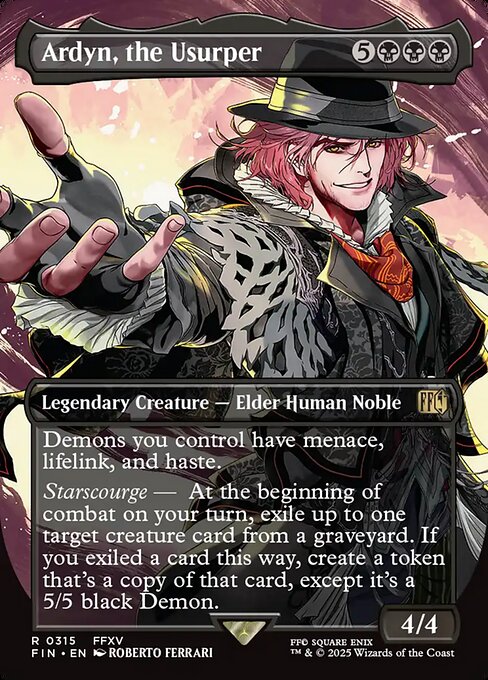 Ardyn, the Usurper 5
Legendary Creature — Elder Human Noble FFC
Demons you control have menace,
lifelink, and haste.
Starscourge — At the beginning of
combat on your turn, exile up to one
target creature card from a graveyard. If
you exiled a card this way, create a token
that's a copy of that card, except it's a
5/5 black Demon.
4/4
R 0315 FFXV
FIN • EN ROBERTO FERRARI
FF© SQUARE ENIX
™ & © 2025 Wizards of the Coast